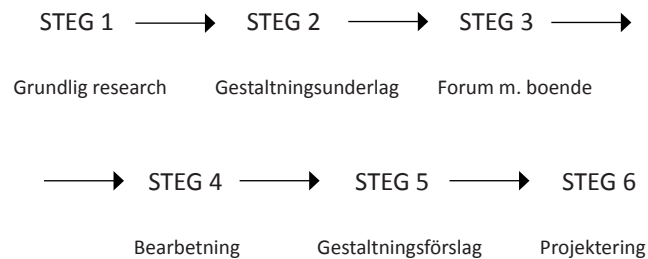 STEG 1 STEG 2 STEG 3
Grundlig research Gestaltningsunderlag Forum m. boende
STEG 4 STEG 5 STEG 6
Bearbetning Gestaltningsförslag Projektering